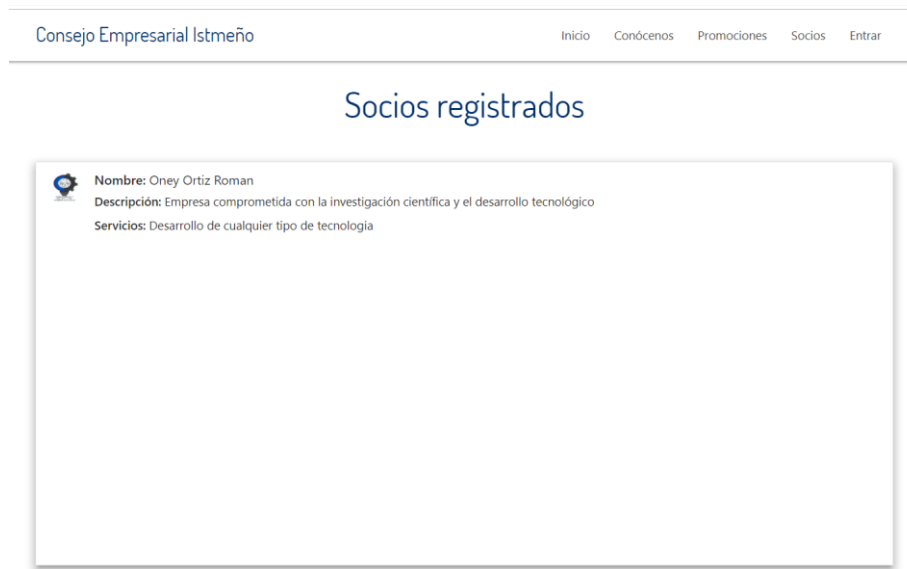 Consejo Empresarial Istmeño
Inicio Conócenos Promociones Socios Entrar
Socios registrados
Nombre: Oney Ortiz Roman
Descripción: Empresa comprometida con la investigación científica y el desarrollo tecnológico
Servicios: Desarrollo de cualquier tipo de tecnologia